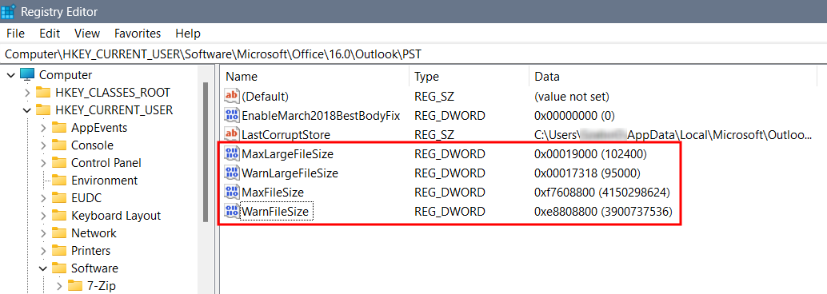 Registry Editor
File Edit View Favorites Help
Computer\HKEY_CURRENT_USER\Software\Microsoft\Office\16.0\Outlook\PST
Computer
HKEY_CLASSES_ROOT
HKEY_CURRENT_USER
AppEvents
Console
Control Panel
Environment
EUDC
Keyboard Layout
Network
Printers
Software
7-Zip
Name Type Data
(Default) REG_SZ (value not set)
EnableMarch2018BestBodyFix REG_DWORD 0x00000000 (0)
LastCorruptStore REG_SZ C:\Users\ AppData\Local\Microsoft\Outloo...
MaxLargeFileSize REG_DWORD 0x00019000 (102400)
WarnLargeFileSize REG_DWORD 0x00017318 (95000)
MaxFileSize REG_DWORD 0xf7608800 (4150298624)
WarnFileSize REG_DWORD 0xe8808800 (3900737536)